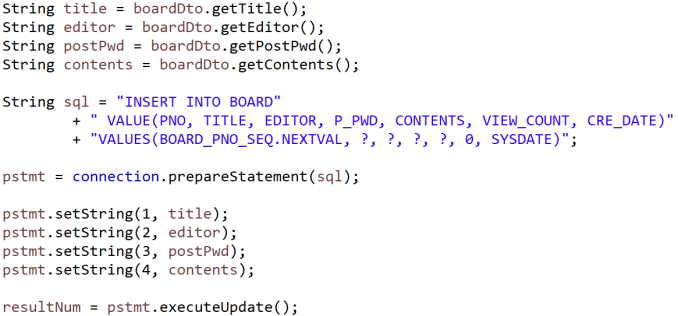 String title = boardDto.getTitle();
String editor = boardDto.getEditor();
String postPwd = boardDto.getPostPwd();
String contents = boardDto.getContents();
String sql = "INSERT INTO BOARD"
+ " VALUE(PNO, TITLE, EDITOR, P_PWD, CONTENTS, VIEW_COUNT, CRE_DATE)"
+ "VALUES(BOARD_PNO_SEQ.NEXTVAL, ?, ?, ?, ?, 0, SYSDATE)";
pstmt = connection.prepareStatement(sql);
pstmt.setString(1, title);
pstmt.setString(2, editor);
pstmt.setString(3, postPwd);
pstmt.setString(4, contents);
resultNum = pstmt.executeUpdate();